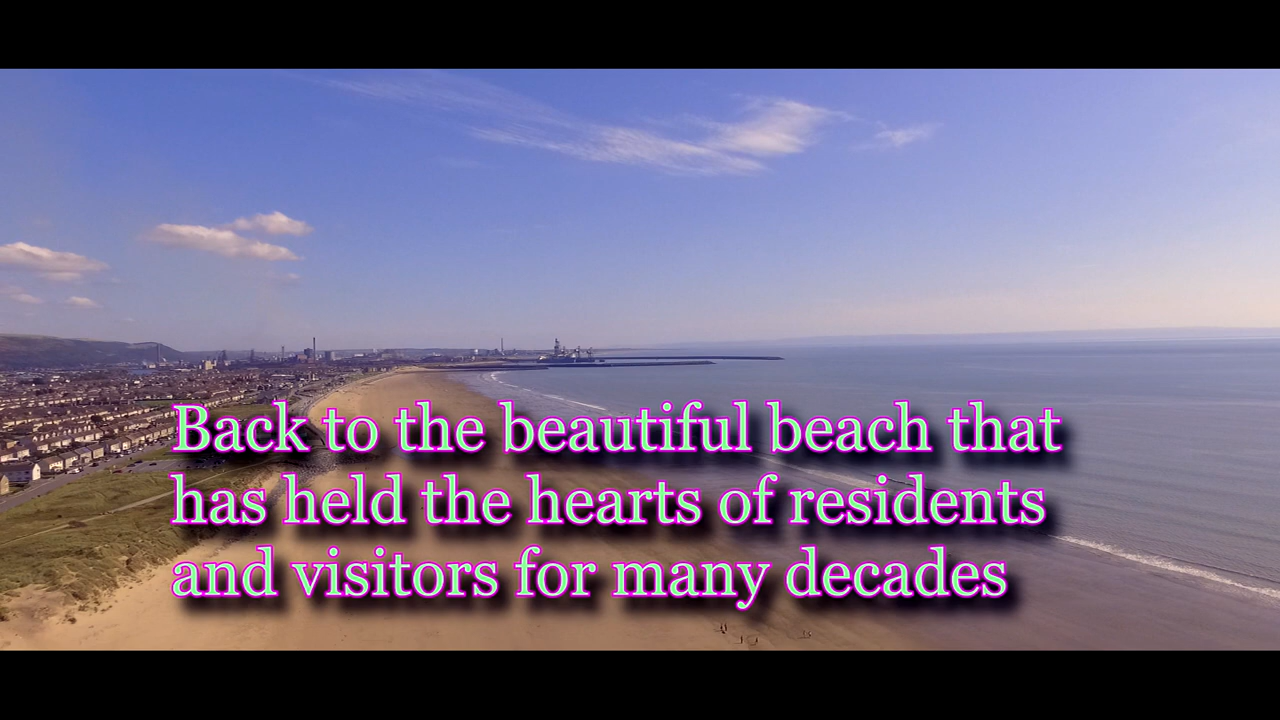 Back to the beautiful beach that
has held the hearts of residents
and visitors for many decades